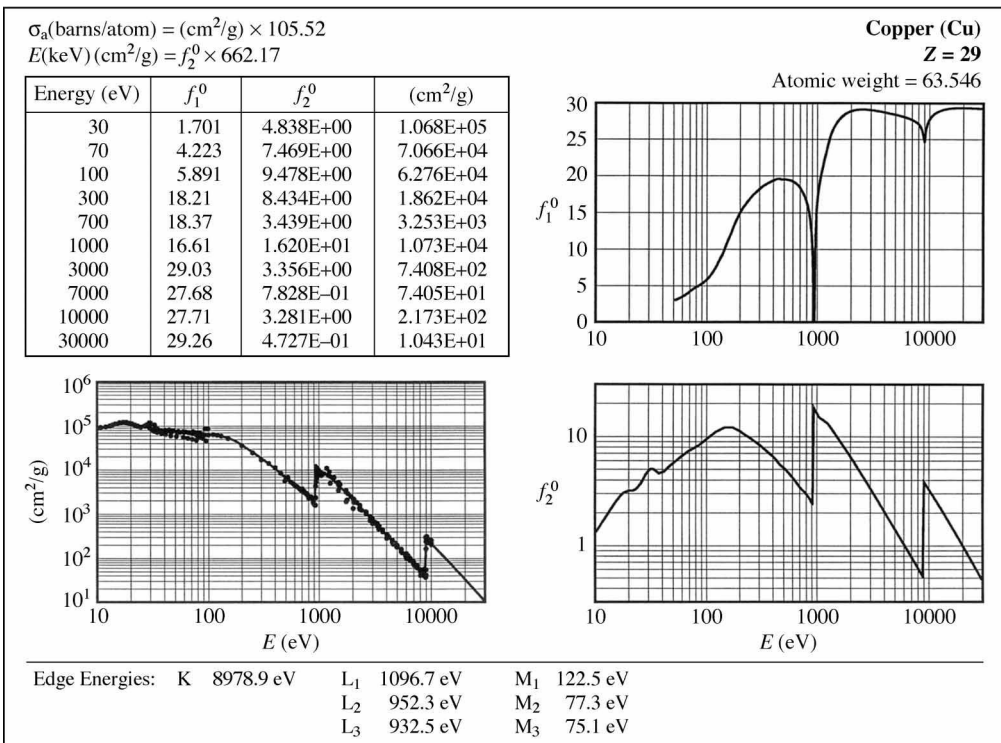 σa(barns/atom) = (cm²/g) × 105.52
E(keV) (cm²/g) = f₂⁰ × 662.17
Copper (Cu)
Z = 29
Atomic weight = 63.546
Energy (eV) f₁⁰ f₂⁰ (cm²/g)
30 1.701 4.838E+00 1.068E+05
70 4.223 7.469E+00 7.066E+04
100 5.891 9.478E+00 6.276E+04
300 18.21 8.434E+00 1.862E+04
700 18.37 3.439E+00 3.253E+03
1000 16.61 1.620E+01 1.073E+04
3000 29.03 3.356E+00 7.408E+02
7000 27.68 7.828E–01 7.405E+01
10000 27.71 3.281E+00 2.173E+02
30000 29.26 4.727E–01 1.043E+01
30
25
20
f₁⁰
15
10
5
0
10 100 1000 10000
10⁶
10⁵
10⁴
(cm²/g)
10³
10²
10¹
10 100 1000 10000
E (eV)
10
f₂⁰
1
10 100 1000 10000
E (eV)
Edge Energies: K 8978.9 eV L₁ 1096.7 eV M₁ 122.5 eV
L₂ 952.3 eV M₂ 77.3 eV
L₃ 932.5 eV M₃ 75.1 eV